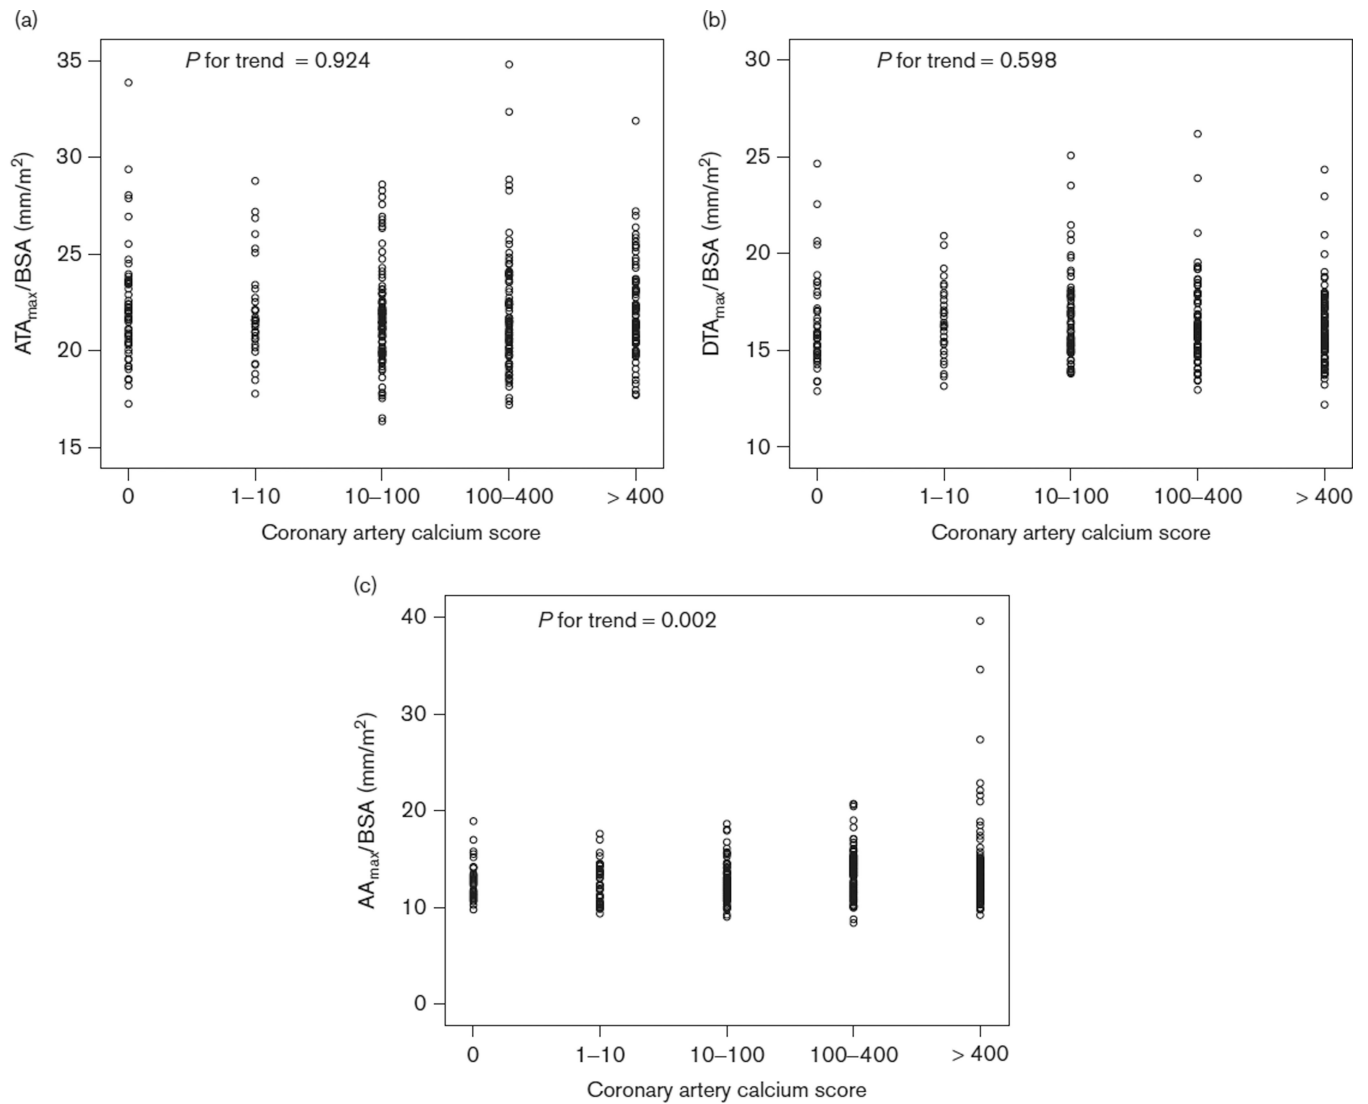 (a)
P for trend = 0.924
35
30
25
20
15
ATAmax/BSA (mm/m²)
0 1–10 10–100 100–400 > 400
Coronary artery calcium score
(b)
P for trend = 0.598
30
25
20
15
10
DTAmax/BSA (mm/m²)
0 1–10 10–100 100–400 > 400
Coronary artery calcium score
(c)
P for trend = 0.002
40
30
20
10
0
AAmax/BSA (mm/m²)
0 1–10 10–100 100–400 > 400
Coronary artery calcium score